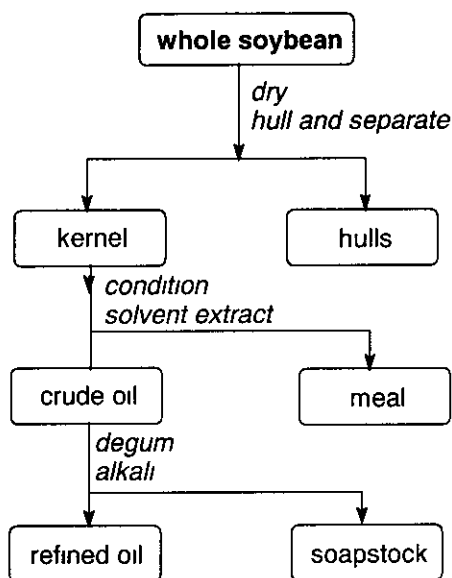 whole soybean
dry
hull and separate
kernel
hulls
condition
solvent extract
crude oil
meal
degum
alkali
refined oil
soapstock